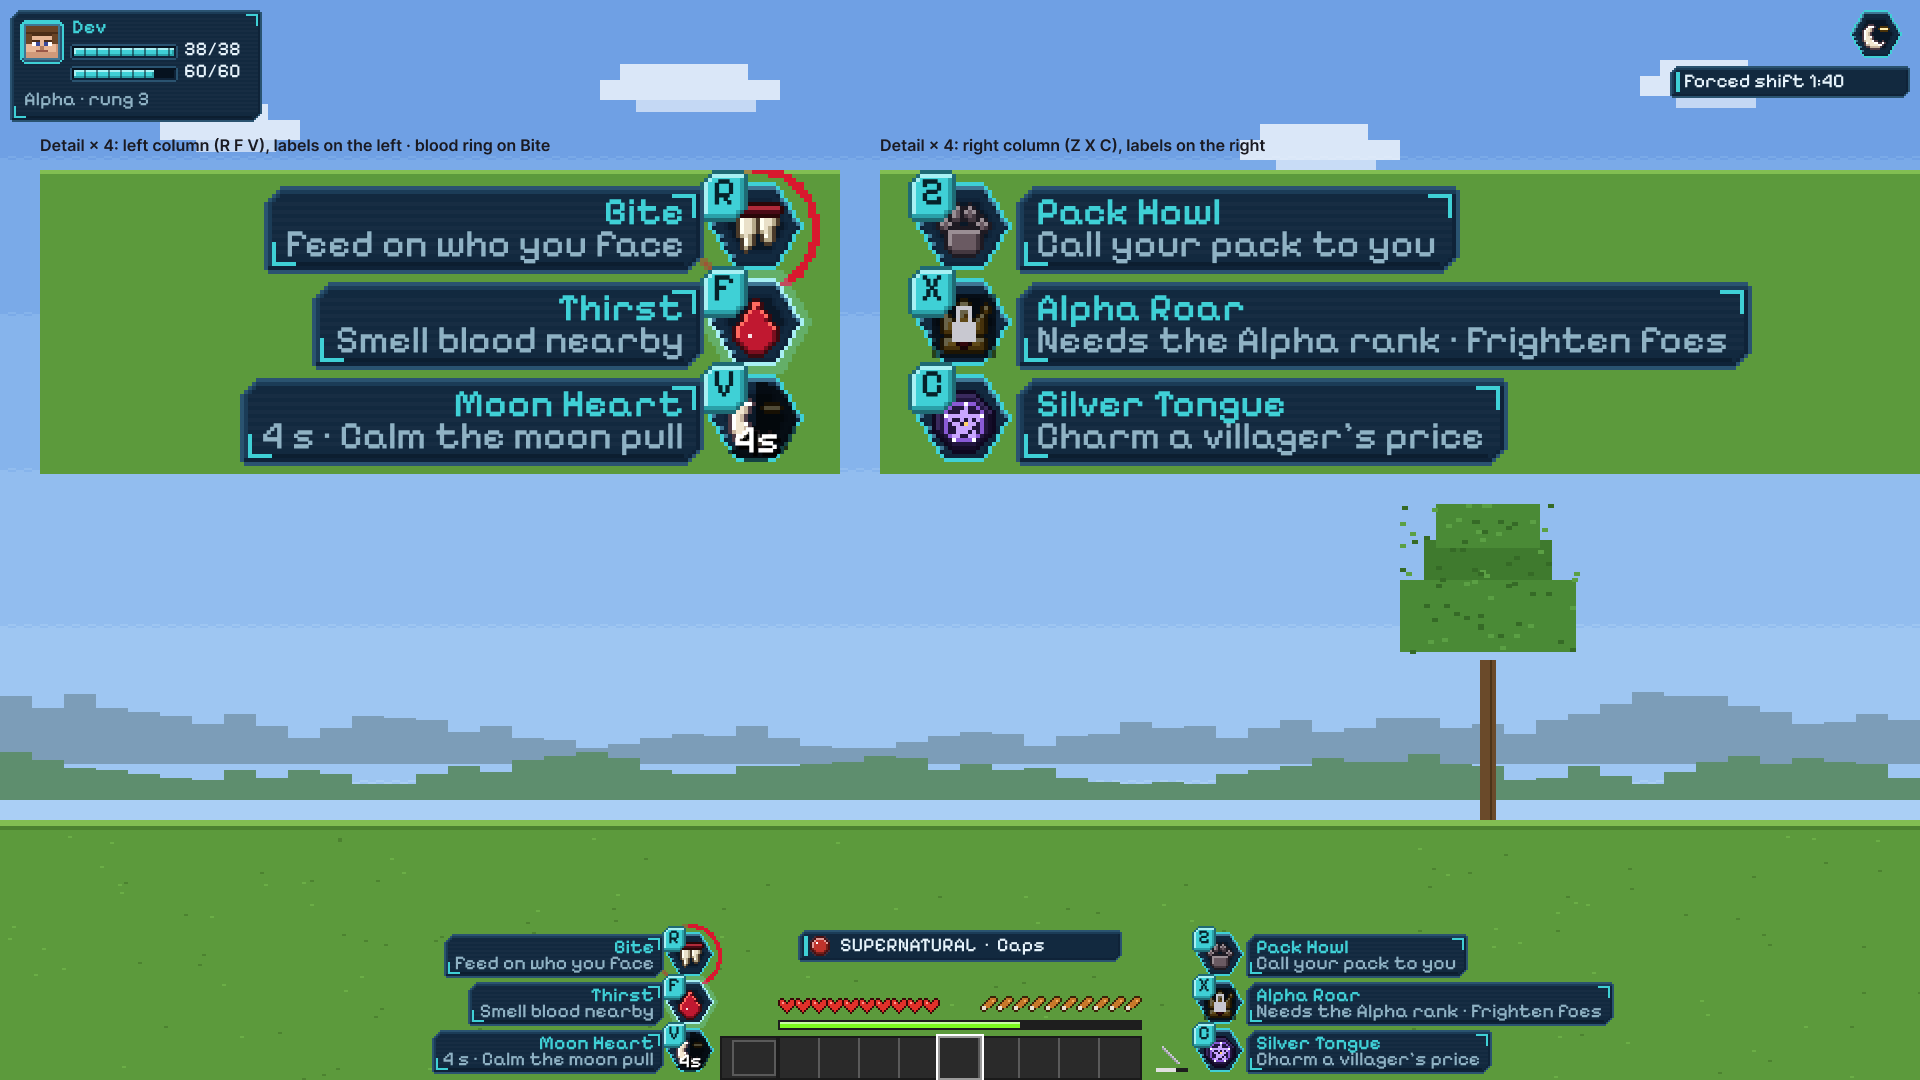 Dev
38/38
60/60
Alpha · rung 3
Forced shift 1:40
Detail × 4: left column (R F V), labels on the left · blood ring on Bite
Detail × 4: right column (Z X C), labels on the right
R
Bite
Feed on who you face
F
Thirst
Smell blood nearby
V
Moon Heart
4 s · Calm the moon pull
4s
Z
Pack Howl
Call your pack to you
X
Alpha Roar
Needs the Alpha rank · Frighten foes
C
Silver Tongue
Charm a villager's price
R
Bite
Feed on who you face
F
Thirst
Smell blood nearby
V
Moon Heart
4 s · Calm the moon pull
4s
SUPERNATURAL · Caps
Z
Pack Howl
Call your pack to you
X
Alpha Roar
Needs the Alpha rank · Frighten foes
C
Silver Tongue
Charm a villager's price